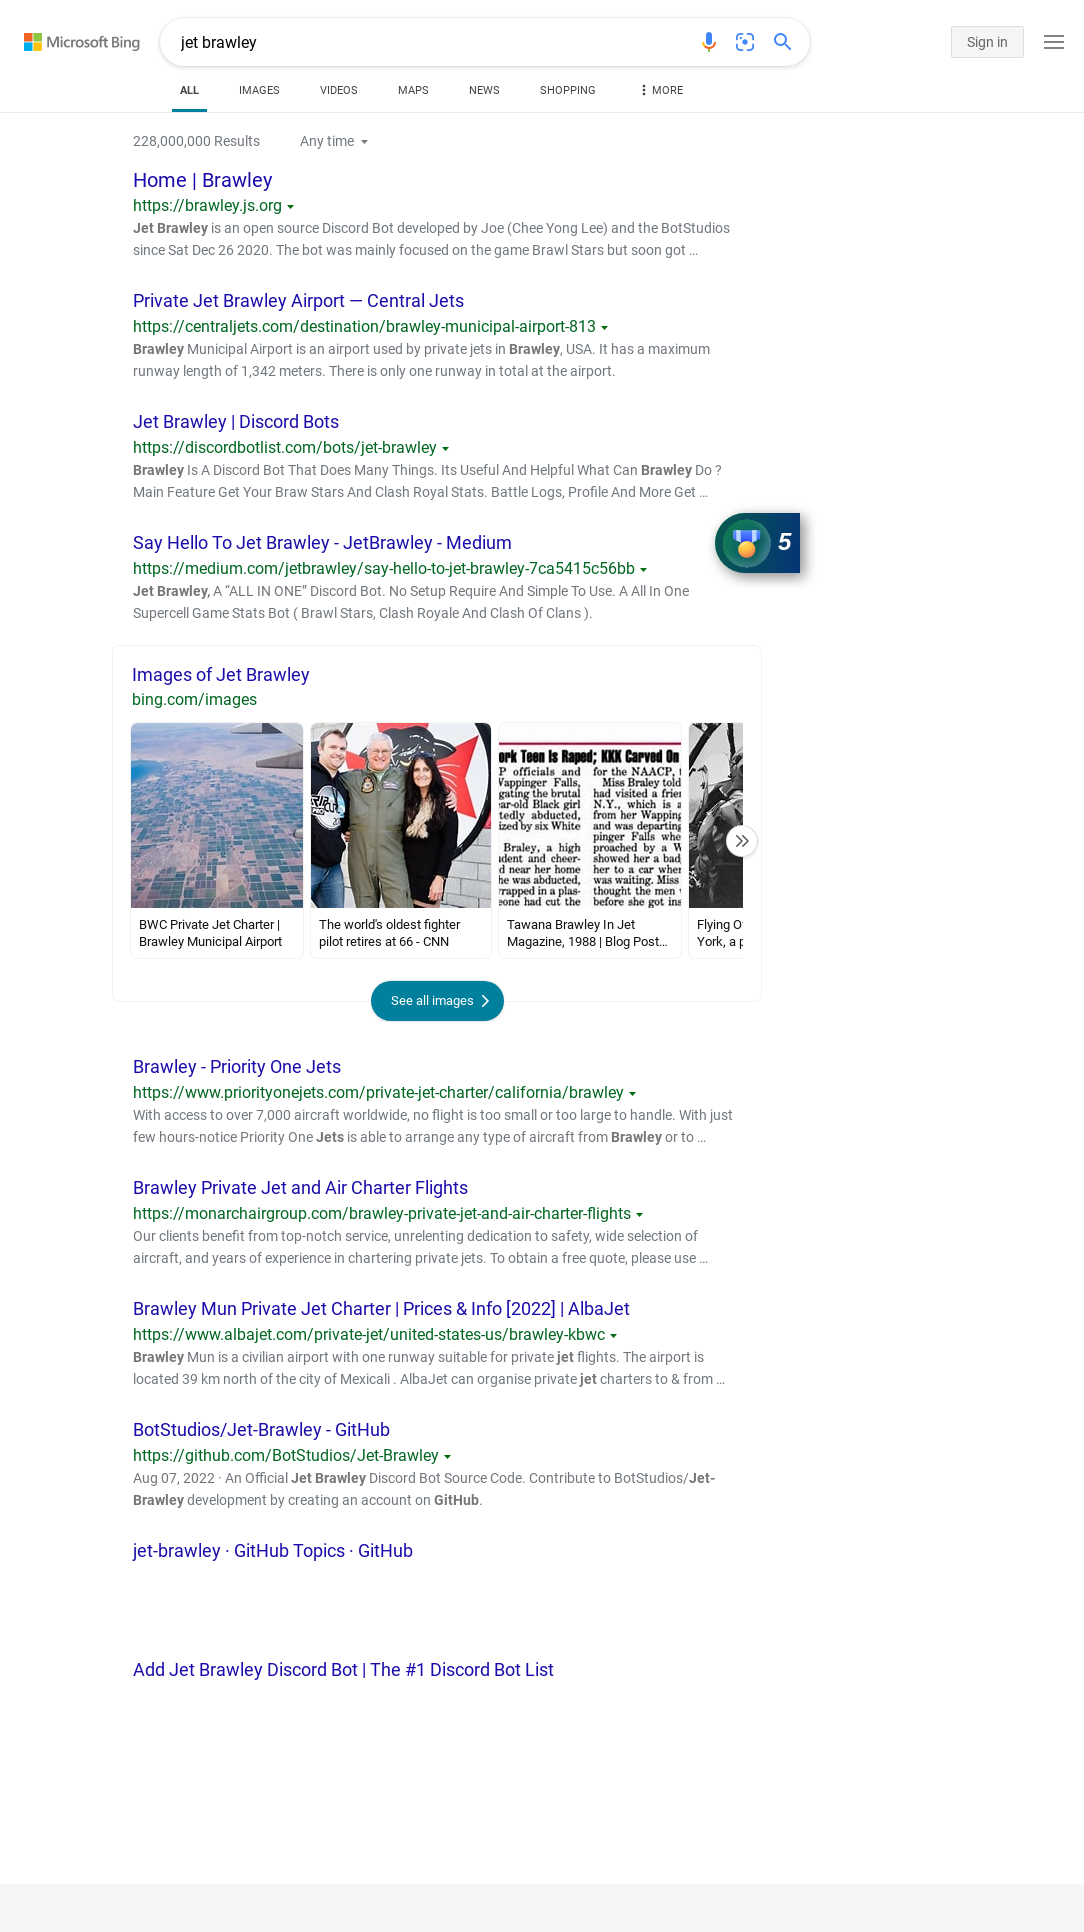 Microsoft Bing
jet brawley
Sign in
ALL
IMAGES
VIDEOS
MAPS
NEWS
SHOPPING
MORE
228,000,000 Results
Any time
Home | Brawley
https://brawley.js.org
Jet Brawley is an open source Discord Bot developed by Joe (Chee Yong Lee) and the BotStudios
since Sat Dec 26 2020. The bot was mainly focused on the game Brawl Stars but soon got …
Private Jet Brawley Airport — Central Jets
https://centraljets.com/destination/brawley-municipal-airport-813
Brawley Municipal Airport is an airport used by private jets in Brawley, USA. It has a maximum
runway length of 1,342 meters. There is only one runway in total at the airport.
Jet Brawley | Discord Bots
https://discordbotlist.com/bots/jet-brawley
Brawley Is A Discord Bot That Does Many Things. Its Useful And Helpful What Can Brawley Do ?
Main Feature Get Your Braw Stars And Clash Royal Stats. Battle Logs, Profile And More Get …
5
Say Hello To Jet Brawley - JetBrawley - Medium
https://medium.com/jetbrawley/say-hello-to-jet-brawley-7ca5415c56bb
Jet Brawley, A “ALL IN ONE” Discord Bot. No Setup Require And Simple To Use. A All In One
Supercell Game Stats Bot ( Brawl Stars, Clash Royale And Clash Of Clans ).
Images of Jet Brawley
bing.com/images
ork Teen Is Raped; KKK Carved On
P officials and
Wappinger Falls,
gating the brutal
ear-old Black girl
tedly abducted,
ized by six White
Braley, a high
dent and cheer-
d near her home
he was abducted,
rapped in a plas-
eone had cut the
for the NAACP, t
Miss Braley told
had visited a frie
N.Y., which is a
from her Wapping
and was departing
pinger Falls whe
proached by a W
showed her a bad
her to a car wher
was waiting. Miss
thought the men
before she got ins
BWC Private Jet Charter |
Brawley Municipal Airport
The world's oldest fighter
pilot retires at 66 - CNN
Tawana Brawley In Jet
Magazine, 1988 | Blog Post…
Flying O
York, a p
See all images
Brawley - Priority One Jets
https://www.priorityonejets.com/private-jet-charter/california/brawley
With access to over 7,000 aircraft worldwide, no flight is too small or too large to handle. With just
few hours-notice Priority One Jets is able to arrange any type of aircraft from Brawley or to …
Brawley Private Jet and Air Charter Flights
https://monarchairgroup.com/brawley-private-jet-and-air-charter-flights
Our clients benefit from top-notch service, unrelenting dedication to safety, wide selection of
aircraft, and years of experience in chartering private jets. To obtain a free quote, please use …
Brawley Mun Private Jet Charter | Prices & Info [2022] | AlbaJet
https://www.albajet.com/private-jet/united-states-us/brawley-kbwc
Brawley Mun is a civilian airport with one runway suitable for private jet flights. The airport is
located 39 km north of the city of Mexicali . AlbaJet can organise private jet charters to & from …
BotStudios/Jet-Brawley - GitHub
https://github.com/BotStudios/Jet-Brawley
Aug 07, 2022 · An Official Jet Brawley Discord Bot Source Code. Contribute to BotStudios/Jet-
Brawley development by creating an account on GitHub.
jet-brawley · GitHub Topics · GitHub
Add Jet Brawley Discord Bot | The #1 Discord Bot List